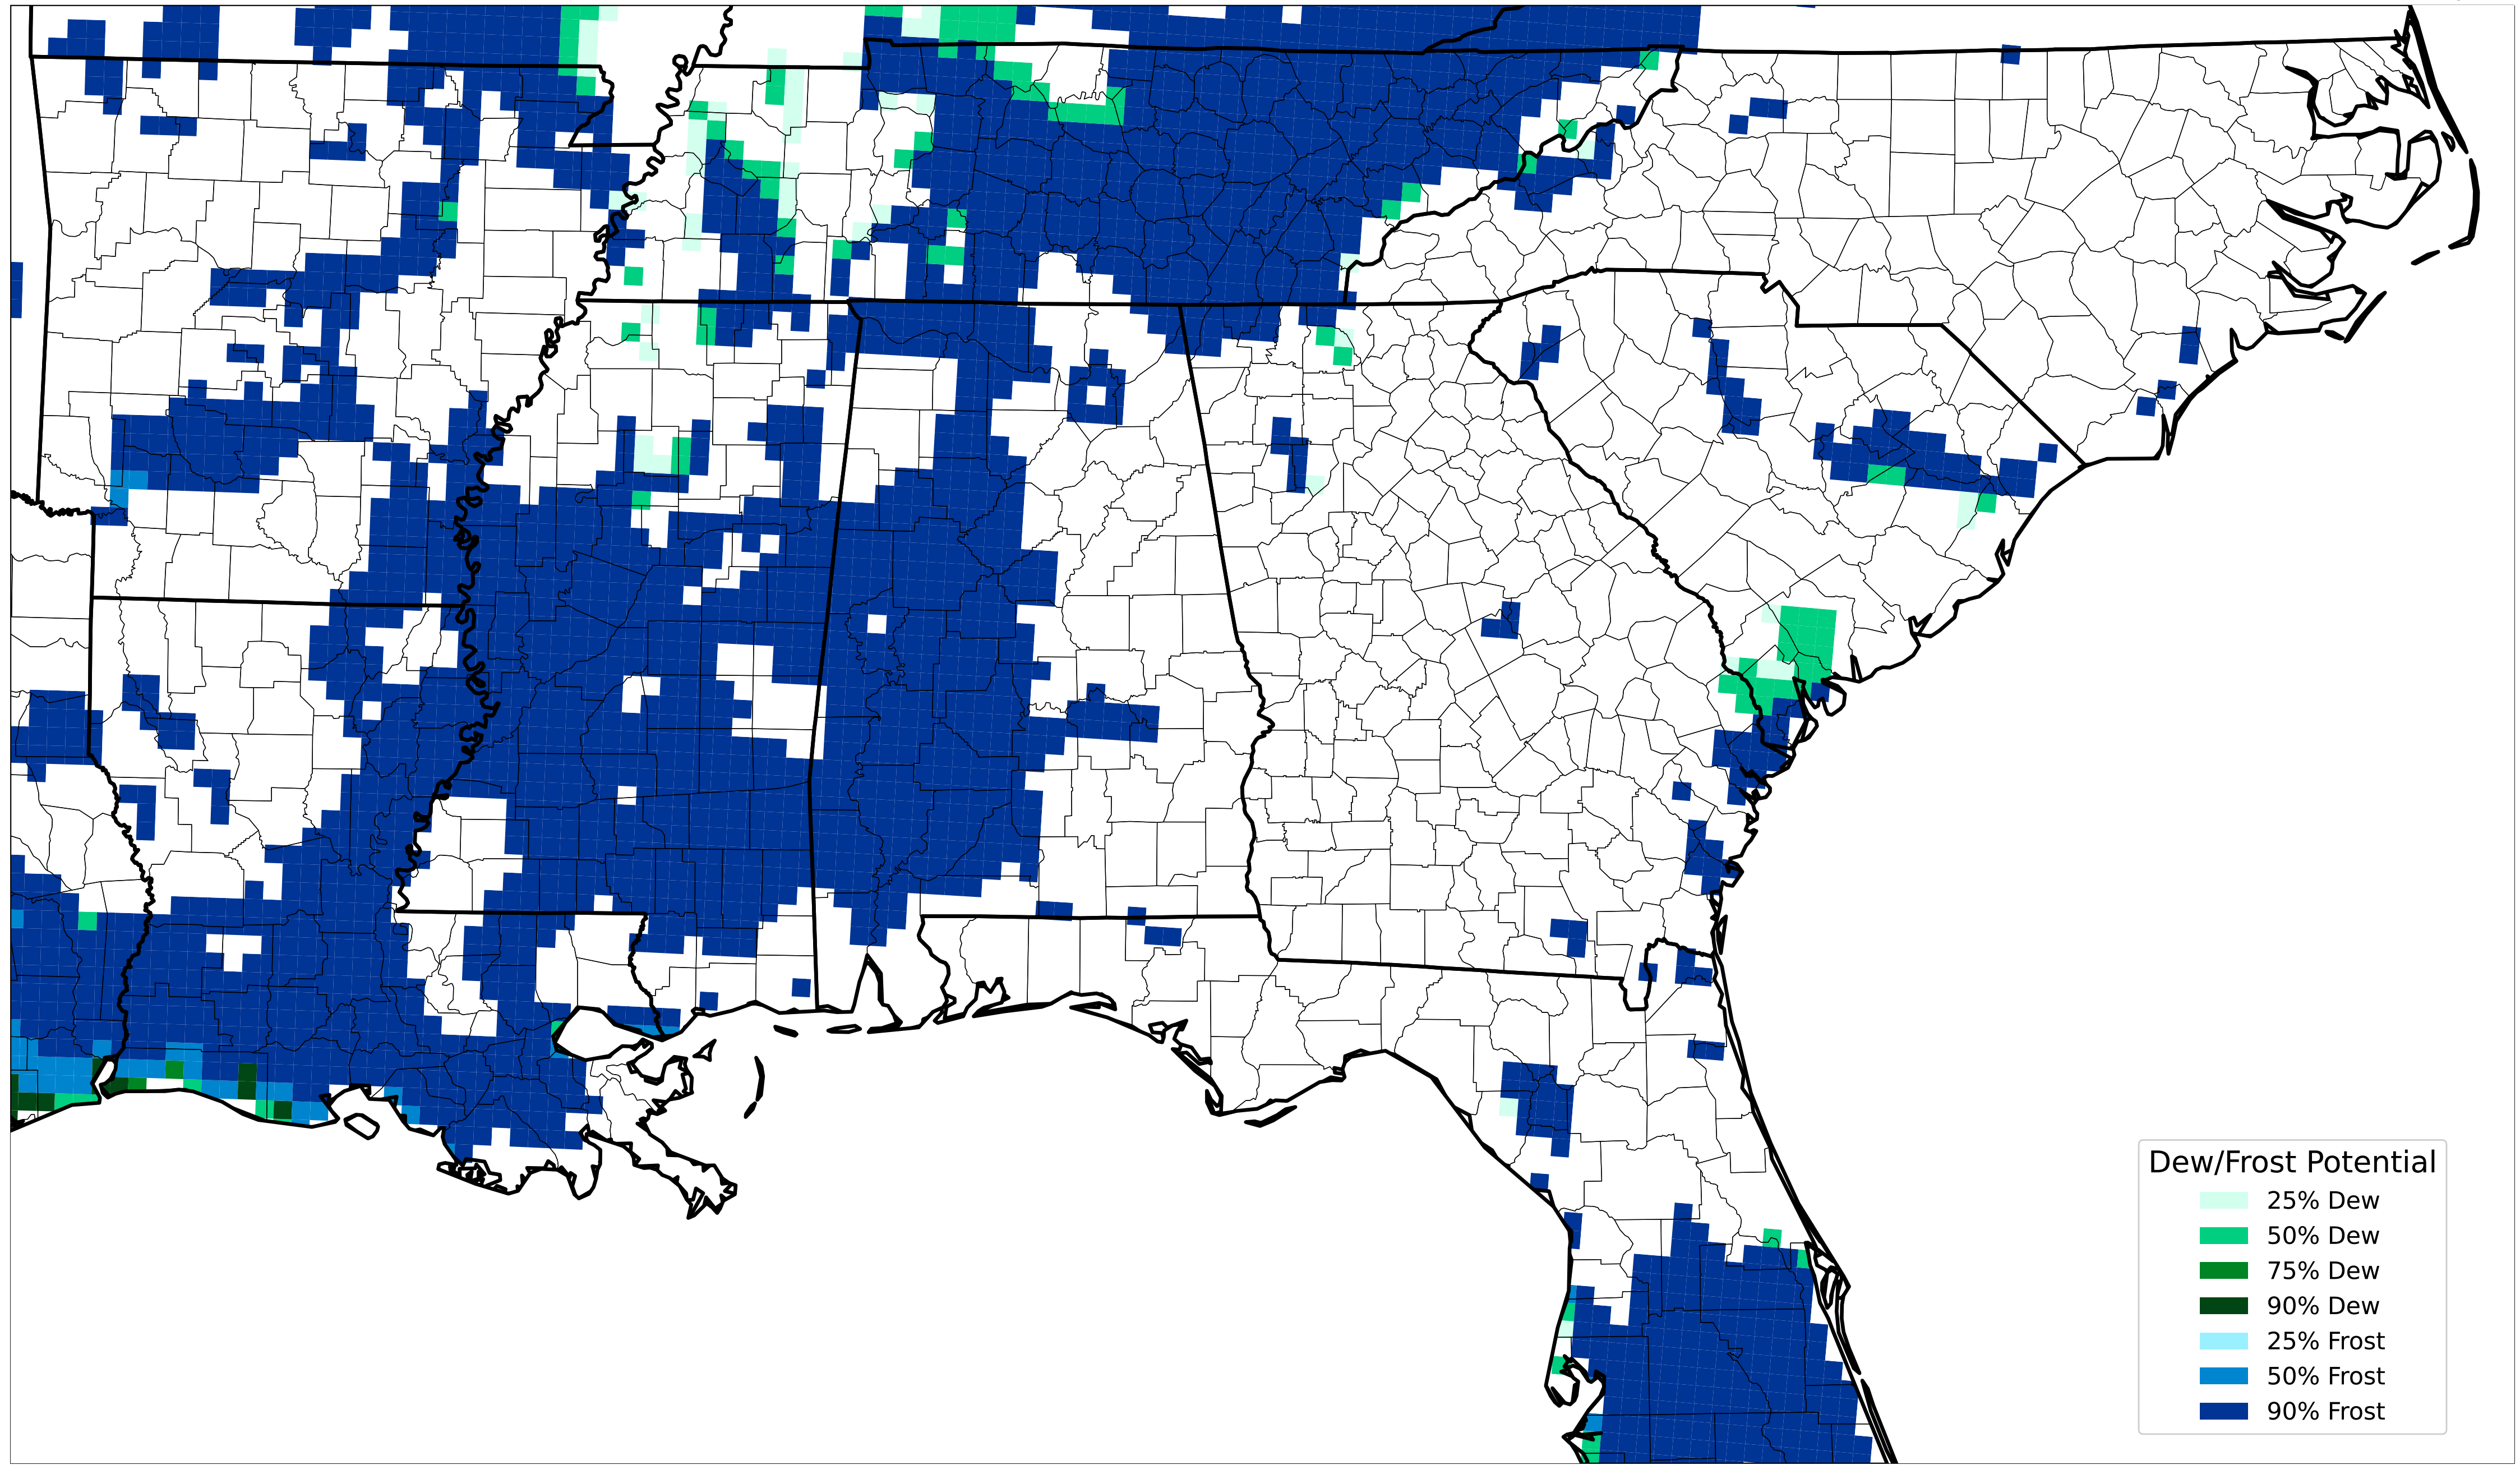 Dew/Frost Potential
25% Dew
50% Dew
75% Dew
90% Dew
25% Frost
50% Frost
90% Frost